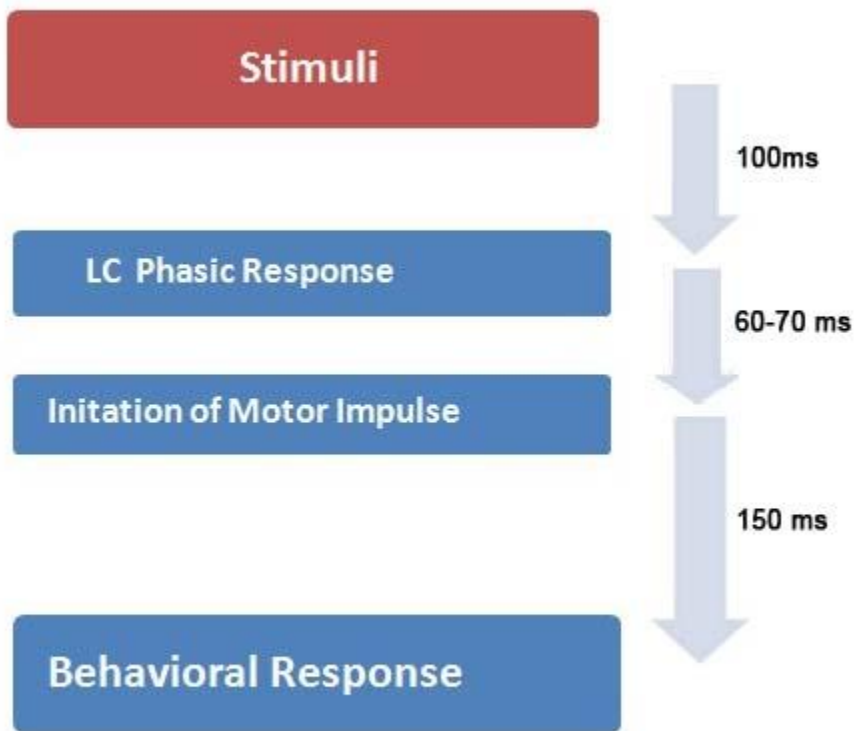 Stimuli
100ms
LC Phasic Response
60-70 ms
Initation of Motor Impulse
150 ms
Behavioral Response